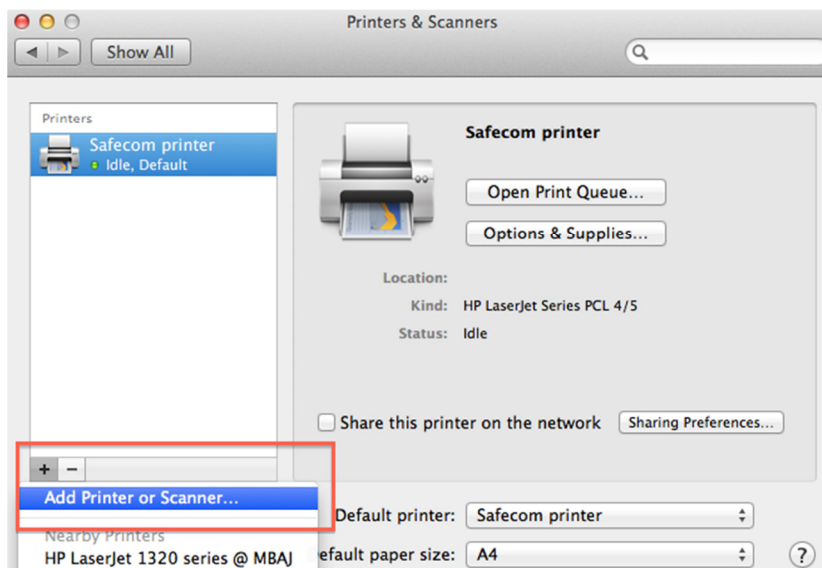 Printers & Scanners
Show All
Printers
Safecom printer
Idle, Default
Safecom printer
Open Print Queue...
Options & Supplies...
Location:
Kind: HP LaserJet Series PCL 4/5
Status: Idle
Share this printer on the network Sharing Preferences...
+ −
Add Printer or Scanner...
Nearby Printers
HP LaserJet 1320 series @ MBAJ
Default printer: Safecom printer
efault paper size: A4
?